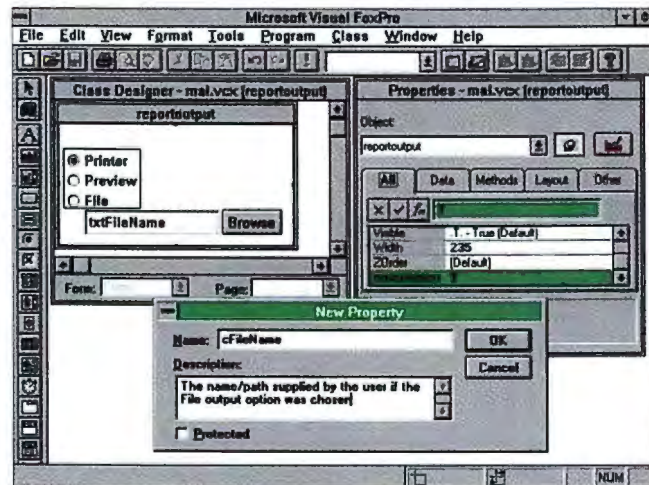 Microsoft Visual FoxPro
File Edit View Format Tools Program Class Window Help
Class Designer - mal.vcx [reportoutput]
reportoutput
Printer
Preview
File
txtFileName
Browse
Form:
Page:
Properties - mal.vcx [reportoutput]
Object:
reportoutput
All Data Methods Layout Other
Visible .T. - True (Default)
Width 235
ZOrder (Default)
New Property
Name: cFileName
OK
Cancel
Description:
The name/path supplied by the user if the
File output option was chosen
Protected
NUM